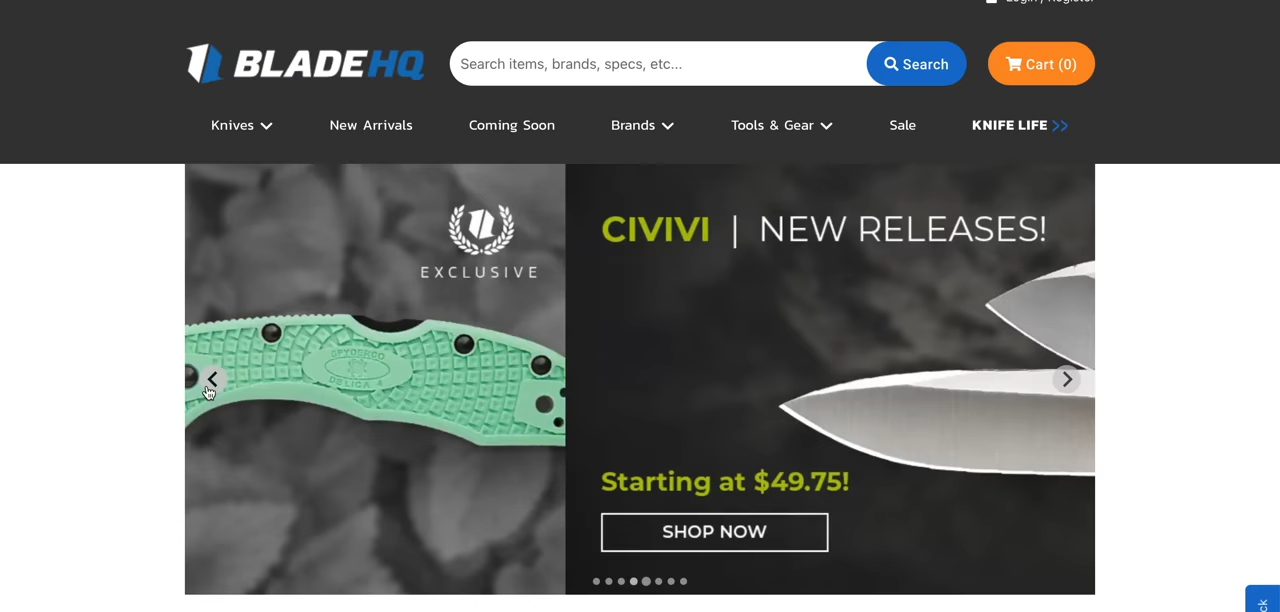 Login / Register
BLADEHQ
Search items, brands, specs, etc...
Search
Cart (0)
Knives
New Arrivals
Coming Soon
Brands
Tools & Gear
Sale
KNIFE LIFE
EXCLUSIVE
SPYDERCO
DELICA 4
CIVIVI | NEW RELEASES!
Starting at $49.75!
SHOP NOW